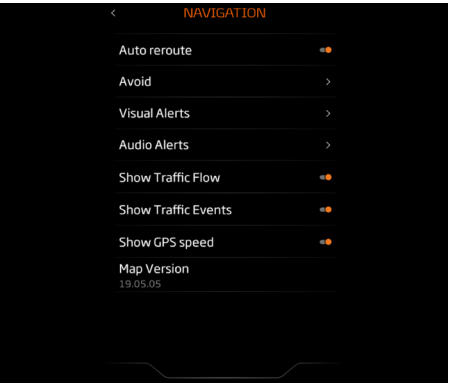 NAVIGATION
Auto reroute
Avoid
Visual Alerts
Audio Alerts
Show Traffic Flow
Show Traffic Events
Show GPS speed
Map Version
19.05.05